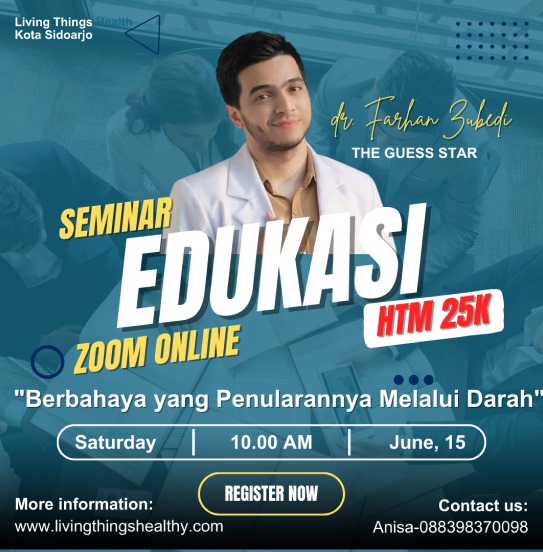 Living Things Health
Kota Sidoarjo
dr. Farhan Zubedi
THE GUESS STAR
SEMINAR
EDUKASI
HTM 25K
ZOOM ONLINE
"Berbahaya yang Penularannya Melalui Darah"
Saturday | 10.00 AM | June, 15
REGISTER NOW
More information:
www.livingthingshealthy.com
Contact us:
Anisa-088398370098